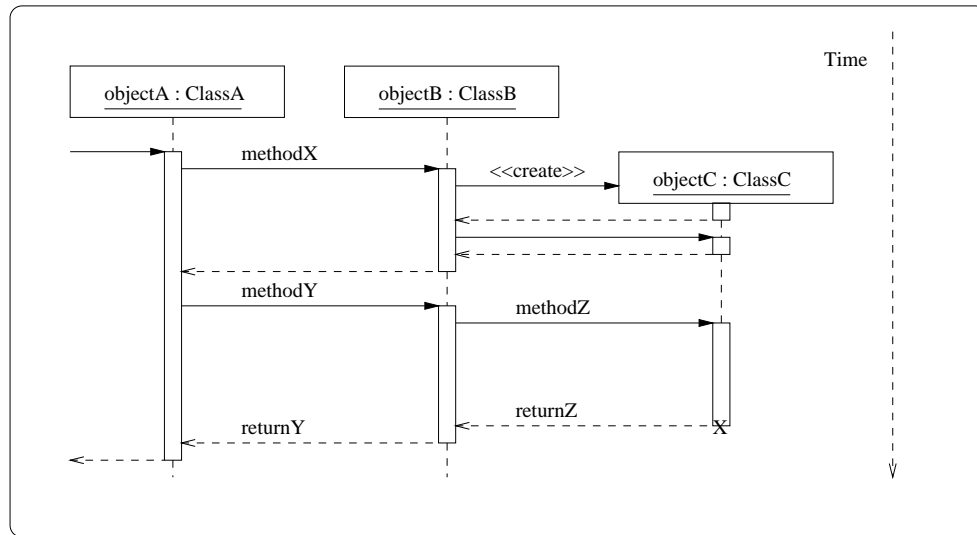 Time
objectA : ClassA
objectB : ClassB
methodX
<<create>>
objectC : ClassC
methodY
methodZ
returnZ
returnY
X